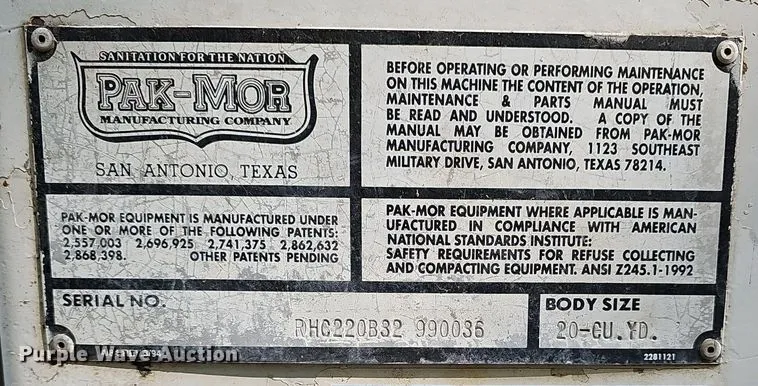 SANITATION FOR THE NATION
PAK-MOR
MANUFACTURING COMPANY
SAN ANTONIO, TEXAS
BEFORE OPERATING OR PERFORMING MAINTENANCE
ON THIS MACHINE THE CONTENT OF THE OPERATION,
MAINTENANCE & PARTS MANUAL MUST
BE READ AND UNDERSTOOD. A COPY OF THE
MANUAL MAY BE OBTAINED FROM PAK-MOR
MANUFACTURING COMPANY, 1123 SOUTHEAST
MILITARY DRIVE, SAN ANTONIO, TEXAS 78214.
PAK-MOR EQUIPMENT IS MANUFACTURED UNDER
ONE OR MORE OF THE FOLLOWING PATENTS:
2,557,003 2,696,925 2,741,375 2,862,632
2,868,398. OTHER PATENTS PENDING
PAK-MOR EQUIPMENT WHERE APPLICABLE IS MAN-
UFACTURED IN COMPLIANCE WITH AMERICAN
NATIONAL STANDARDS INSTITUTE:
SAFETY REQUIREMENTS FOR REFUSE COLLECTING
AND COMPACTING EQUIPMENT. ANSI Z245.1-1992
SERIAL NO.
RHC220B32 990036
BODY SIZE
20-CU.YD.
2281121
Purple Wave Auction